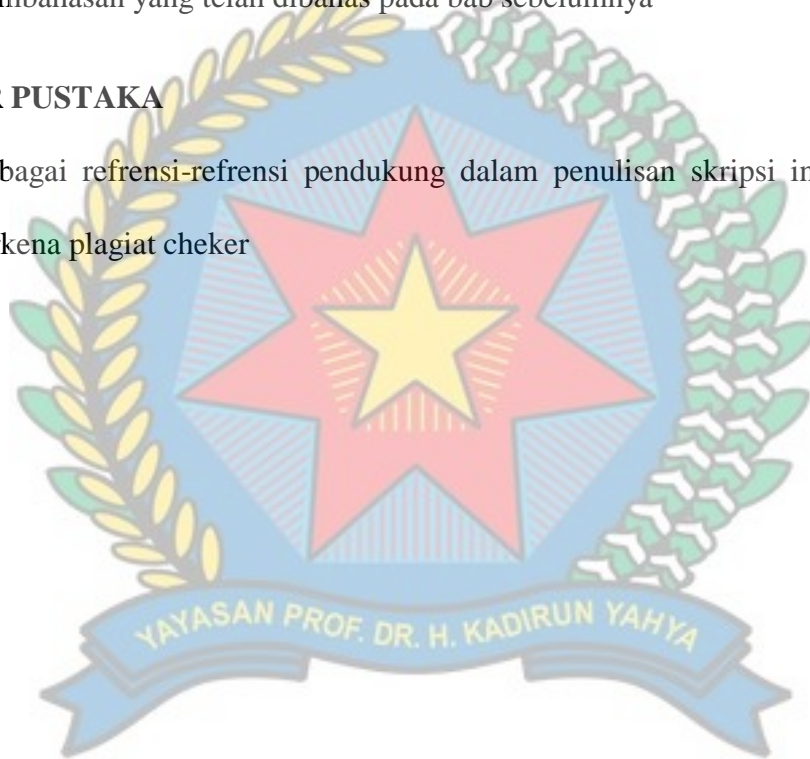 yang telah dibahas pada bab sebelumnya
R PUSTAKA
bagai refrensi-refrensi pendukung dalam penulisan skripsi in
kena plagiat cheker
YAYASAN PROF. DR. H. KADIRUN YAHYA